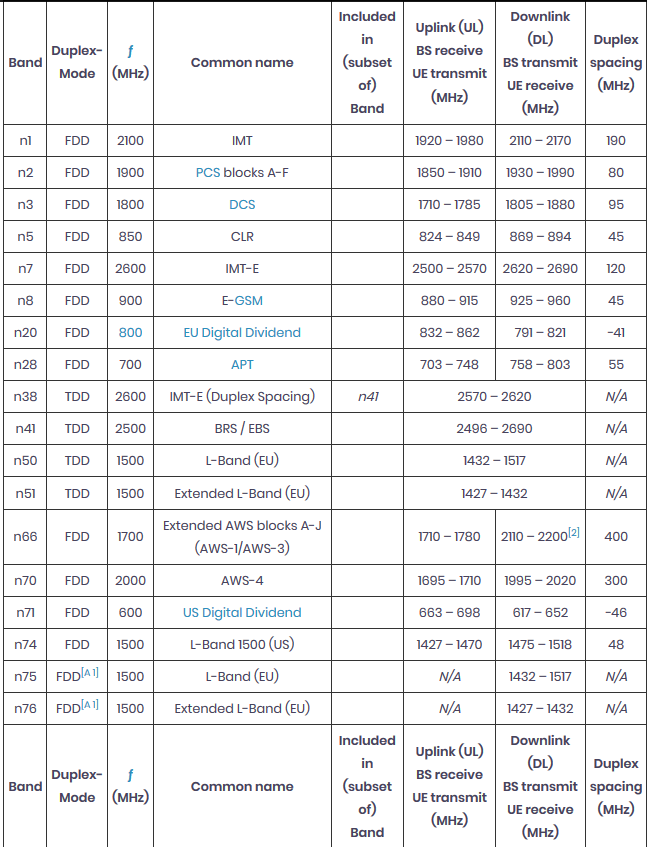 Band Duplex-Mode ƒ (MHz) Common name Included in (subset of) Band Uplink (UL) BS receive UE transmit (MHz) Downlink (DL) BS transmit UE receive (MHz) Duplex spacing (MHz)
n1 FDD 2100 IMT 1920 – 1980 2110 – 2170 190
n2 FDD 1900 PCS blocks A-F 1850 – 1910 1930 – 1990 80
n3 FDD 1800 DCS 1710 – 1785 1805 – 1880 95
n5 FDD 850 CLR 824 – 849 869 – 894 45
n7 FDD 2600 IMT-E 2500 – 2570 2620 – 2690 120
n8 FDD 900 E-GSM 880 – 915 925 – 960 45
n20 FDD 800 EU Digital Dividend 832 – 862 791 – 821 -41
n28 FDD 700 APT 703 – 748 758 – 803 55
n38 TDD 2600 IMT-E (Duplex Spacing) n41 2570 – 2620 N/A
n41 TDD 2500 BRS / EBS 2496 – 2690 N/A
n50 TDD 1500 L-Band (EU) 1432 – 1517 N/A
n51 TDD 1500 Extended L-Band (EU) 1427 – 1432 N/A
n66 FDD 1700 Extended AWS blocks A-J (AWS-1/AWS-3) 1710 – 1780 2110 – 2200[2] 400
n70 FDD 2000 AWS-4 1695 – 1710 1995 – 2020 300
n71 FDD 600 US Digital Dividend 663 – 698 617 – 652 -46
n74 FDD 1500 L-Band 1500 (US) 1427 – 1470 1475 – 1518 48
n75 FDD[A 1] 1500 L-Band (EU) N/A 1432 – 1517 N/A
n76 FDD[A 1] 1500 Extended L-Band (EU) N/A 1427 – 1432 N/A
Band Duplex-Mode ƒ (MHz) Common name Included in (subset of) Band Uplink (UL) BS receive UE transmit (MHz) Downlink (DL) BS transmit UE receive (MHz) Duplex spacing (MHz)